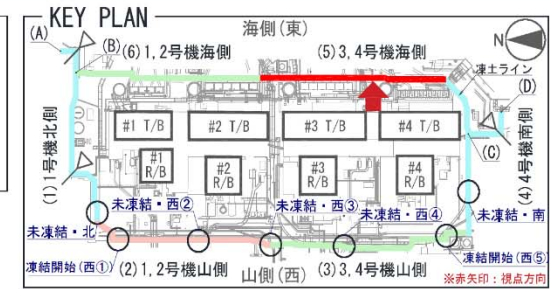 KEY PLAN
海側(東)
N
(A)
(B)
(6)1,2号機海側
(5)3,4号機海側
凍土ライン
(D)
#1 T/B
#2 T/B
#3 T/B
#4 T/B
(C)
(1)1号機北側
#1
R/B
#2
R/B
#3
R/B
#4
R/B
(4)4号機南側
未凍結・西②
未凍結・西③
未凍結・西④
未凍結・南
未凍結・北
凍結開始(西①)
(2)1,2号機山側
山側(西)
(3)3,4号機山側
凍結開始(西⑤)
※赤矢印：視点方向